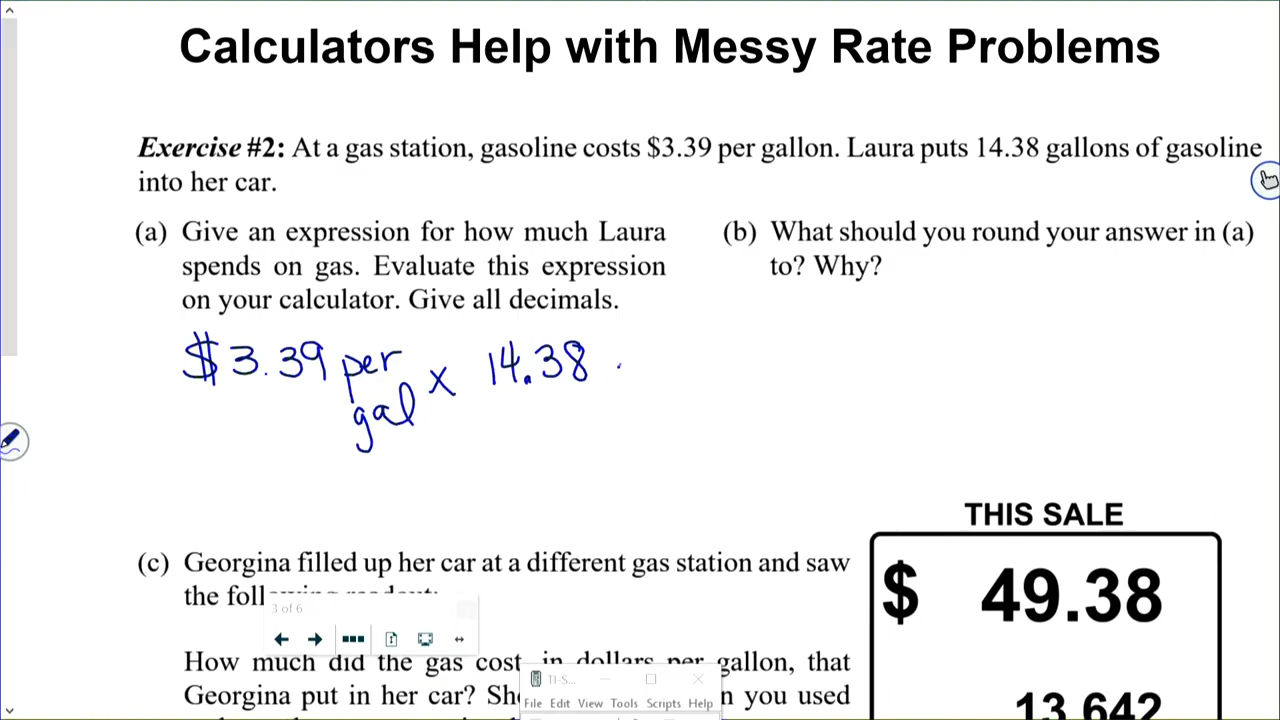 Calculators Help with Messy Rate Problems
Exercise #2: At a gas station, gasoline costs $3.39 per gallon. Laura puts 14.38 gallons of gasoline
into her car.
(a) Give an expression for how much Laura
spends on gas. Evaluate this expression
on your calculator. Give all decimals.
(b) What should you round your answer in (a)
to? Why?
$3.39 per
gal x 14.38
THIS SALE
$ 49.38
13.642
(c) Georgina filled up her car at a different gas station and saw
the foll
3 of 6
How much did the gas cost, in dollars per gallon, that
Georgina put in her car? Sh
n you used
TI-S...
File Edit View Tools Scripts Help